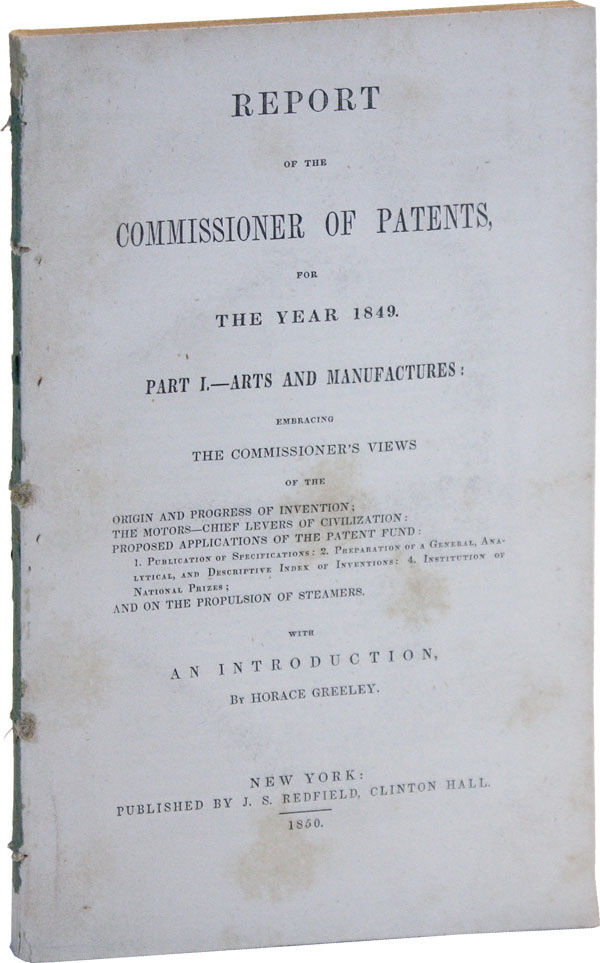 REPORT
OF THE
COMMISSIONER OF PATENTS,
FOR
THE YEAR 1849.
PART I.—ARTS AND MANUFACTURES:
EMBRACING
THE COMMISSIONER'S VIEWS
OF THE
ORIGIN AND PROGRESS OF INVENTION;
THE MOTORS—CHIEF LEVERS OF CIVILIZATION:
PROPOSED APPLICATIONS OF THE PATENT FUND:
1. PUBLICATION OF SPECIFICATIONS: 2. PREPARATION OF A GENERAL, ANA-
LYTICAL, AND DESCRIPTIVE INDEX OF INVENTIONS: 4. INSTITUTION OF
NATIONAL PRIZES;
AND ON THE PROPULSION OF STEAMERS.
WITH
AN INTRODUCTION,
BY HORACE GREELEY.
NEW YORK:
PUBLISHED BY J. S. REDFIELD, CLINTON HALL.
1850.